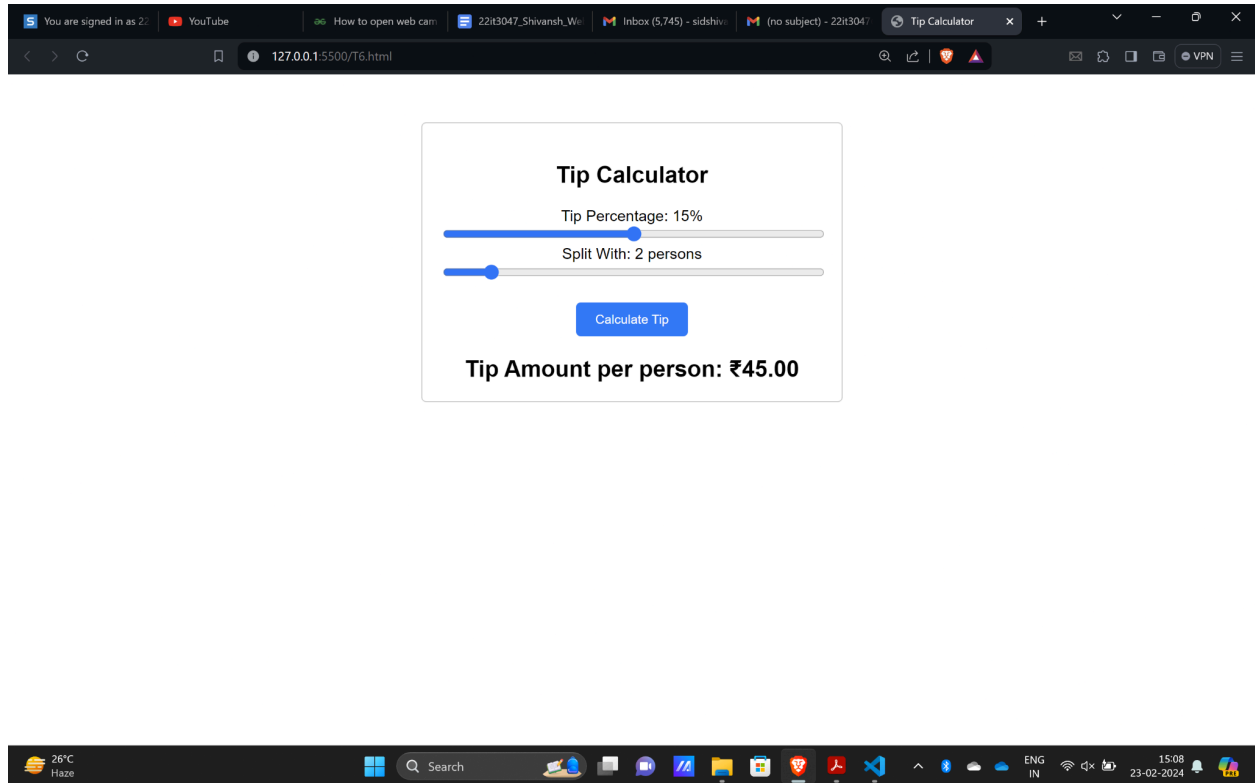 You are signed in as 22
YouTube
How to open web cam
22it3047_Shivansh_We
Inbox (5,745) - sidshive
(no subject) - 22it3047
Tip Calculator
127.0.0.1:5500/T6.html
VPN
Tip Calculator
Tip Percentage: 15%
Split With: 2 persons
Calculate Tip
Tip Amount per person: ₹45.00
26°C
Haze
Search
ENG
IN
15:08
23-02-2024